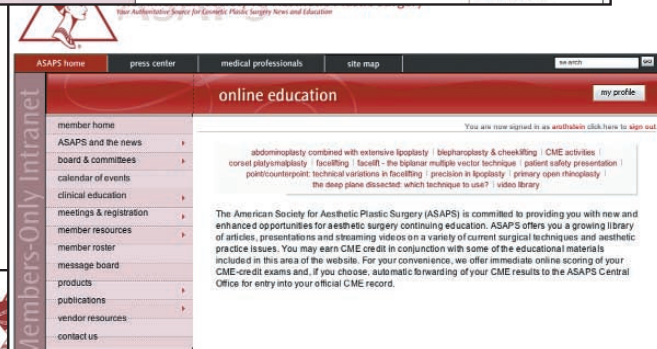 Your Authoritative Source for Cosmetic Plastic Surgery News and Education
ASAPS home press center medical professionals site map search GO
online education my profile
You are now signed in as arothstein click here to sign out
Members-Only Intranet
member home
ASAPS and the news
board & committees
calendar of events
clinical education
meetings & registration
member resources
member roster
message board
products
publications
vendor resources
contact us
abdominoplasty combined with extensive lipoplasty | blepharoplasty & cheeklifting | CME activities |
corset platysmaplasty | facelifting | facelift - the biplanar multiple vector technique | patient safety presentation |
point/counterpoint: technical variations in facelifting | precision in lipoplasty | primary open rhinoplasty |
the deep plane dissected: which technique to use? | video library
The American Society for Aesthetic Plastic Surgery (ASAPS) is committed to providing you with new and
enhanced opportunities for aesthetic surgery continuing education. ASAPS offers you a growing library
of articles, presentations and streaming videos on a variety of current surgical techniques and aesthetic
practice issues. You may earn CME credit in conjunction with some of the educational materials
included in this area of the website. For your convenience, we offer immediate online scoring of your
CME-credit exams and, if you choose, automatic forwarding of your CME results to the ASAPS Central
Office for entry into your official CME record.